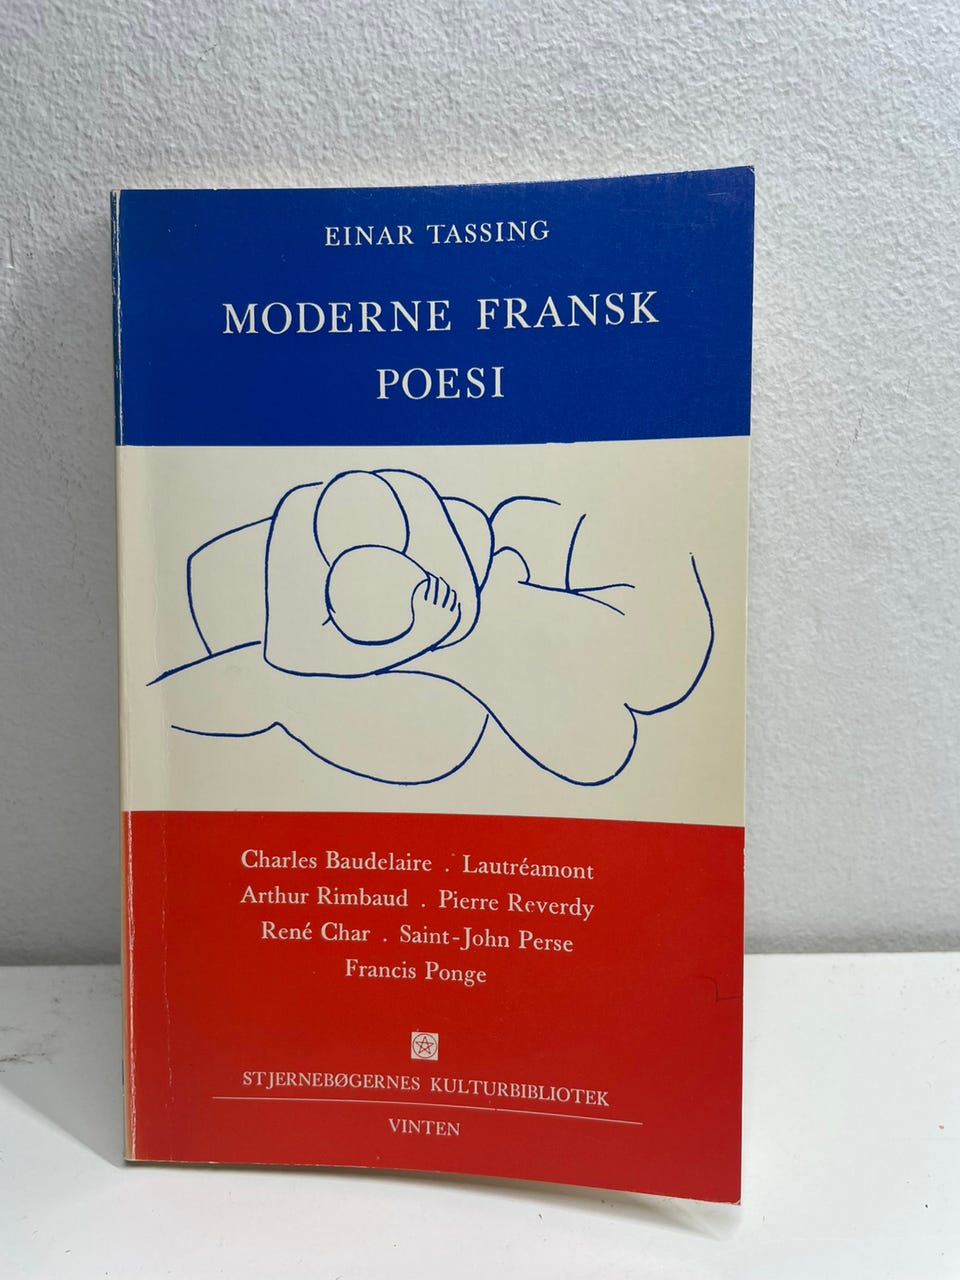 EINAR TASSING
MODERNE FRANSK
POESI
Charles Baudelaire . Lautréamont
Arthur Rimbaud . Pierre Reverdy
René Char . Saint-John Perse
Francis Ponge
STJERNEBØGERNES KULTURBIBLIOTEK
VINTEN